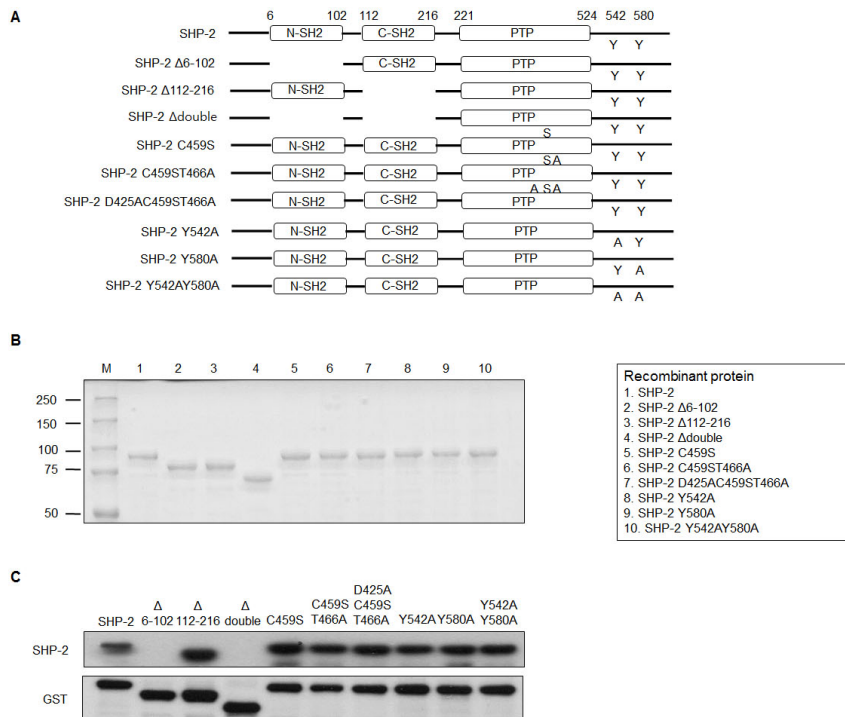 A
6 102 112 216 221 524 542 580
SHP-2 N-SH2 C-SH2 PTP
Y Y
SHP-2 Δ6-102 C-SH2 PTP
Y Y
SHP-2 Δ112-216 N-SH2 PTP
Y Y
SHP-2 Δdouble PTP
Y Y
S
SHP-2 C459S N-SH2 C-SH2 PTP
Y Y
S A
SHP-2 C459ST466A N-SH2 C-SH2 PTP
Y Y
A S A
SHP-2 D425AC459ST466A N-SH2 C-SH2 PTP
Y Y
SHP-2 Y542A N-SH2 C-SH2 PTP
A Y
SHP-2 Y580A N-SH2 C-SH2 PTP
Y A
SHP-2 Y542AY580A N-SH2 C-SH2 PTP
A A
B
M 1 2 3 4 5 6 7 8 9 10
250
150
100
75
50
Recombinant protein
1. SHP-2
2. SHP-2 Δ6-102
3. SHP-2 Δ112-216
4. SHP-2 Δdouble
5. SHP-2 C459S
6. SHP-2 C459ST466A
7. SHP-2 D425AC459ST466A
8. SHP-2 Y542A
9. SHP-2 Y580A
10. SHP-2 Y542AY580A
C
D425A
Δ Δ Δ C459S C459S Y542A
SHP-2 6-102 112-216 double C459S T466A T466A Y542A Y580A Y580A
SHP-2
GST